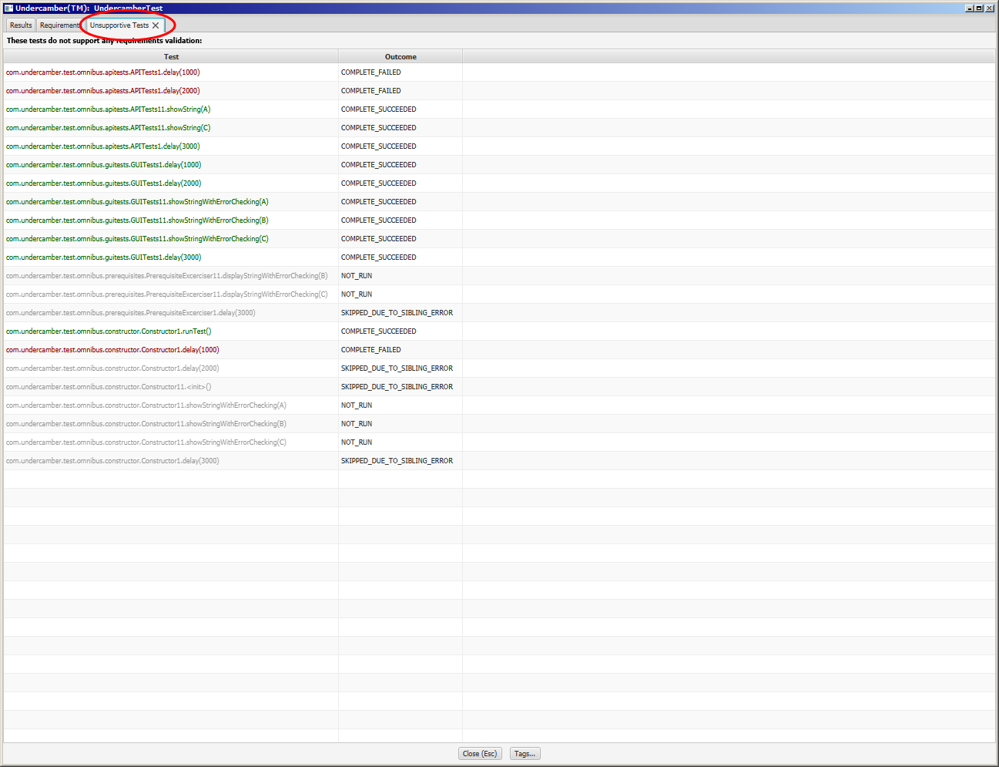 Undercamber(TM): UndercamberTest
Results Requirements Unsupportive Tests
These tests do not support any requirements validation:
Test Outcome
com.undercamber.test.omnibus.apitests.APITests1.delay(1000) COMPLETE_FAILED
com.undercamber.test.omnibus.apitests.APITests1.delay(2000) COMPLETE_FAILED
com.undercamber.test.omnibus.apitests.APITests11.showString(A) COMPLETE_SUCCEEDED
com.undercamber.test.omnibus.apitests.APITests11.showString(C) COMPLETE_SUCCEEDED
com.undercamber.test.omnibus.apitests.APITests1.delay(3000) COMPLETE_SUCCEEDED
com.undercamber.test.omnibus.guitests.GUITests1.delay(1000) COMPLETE_SUCCEEDED
com.undercamber.test.omnibus.guitests.GUITests1.delay(2000) COMPLETE_SUCCEEDED
com.undercamber.test.omnibus.guitests.GUITests11.showStringWithErrorChecking(A) COMPLETE_SUCCEEDED
com.undercamber.test.omnibus.guitests.GUITests11.showStringWithErrorChecking(B) COMPLETE_SUCCEEDED
com.undercamber.test.omnibus.guitests.GUITests11.showStringWithErrorChecking(C) COMPLETE_SUCCEEDED
com.undercamber.test.omnibus.guitests.GUITests1.delay(3000) COMPLETE_SUCCEEDED
com.undercamber.test.omnibus.prerequisites.PrerequisiteExcerciser11.displayStringWithErrorChecking(B) NOT_RUN
com.undercamber.test.omnibus.prerequisites.PrerequisiteExcerciser11.displayStringWithErrorChecking(C) NOT_RUN
com.undercamber.test.omnibus.prerequisites.PrerequisiteExcerciser1.delay(3000) SKIPPED_DUE_TO_SIBLING_ERROR
com.undercamber.test.omnibus.constructor.Constructor1.runTest() COMPLETE_SUCCEEDED
com.undercamber.test.omnibus.constructor.Constructor1.delay(1000) COMPLETE_FAILED
com.undercamber.test.omnibus.constructor.Constructor1.delay(2000) SKIPPED_DUE_TO_SIBLING_ERROR
com.undercamber.test.omnibus.constructor.Constructor11.<init>() SKIPPED_DUE_TO_SIBLING_ERROR
com.undercamber.test.omnibus.constructor.Constructor11.showStringWithErrorChecking(A) NOT_RUN
com.undercamber.test.omnibus.constructor.Constructor11.showStringWithErrorChecking(B) NOT_RUN
com.undercamber.test.omnibus.constructor.Constructor11.showStringWithErrorChecking(C) NOT_RUN
com.undercamber.test.omnibus.constructor.Constructor1.delay(3000) SKIPPED_DUE_TO_SIBLING_ERROR
Close (Esc) Tags...